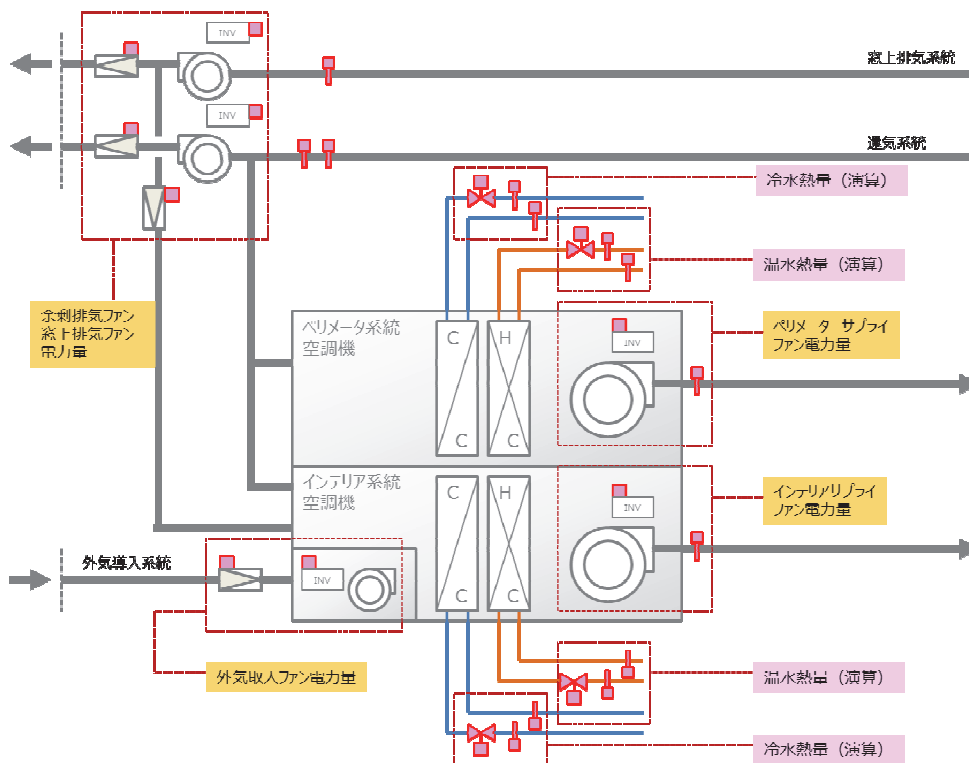 INV
窓上排気系統
INV
還気系統
冷水熱量（演算）
温水熱量（演算）
余剰排気ファン
窓上排気ファン
電力量
ペリメータ系統
空調機
C
H
C
C
INV
ペリメータ サプライ
ファン電力量
インテリア系統
空調機
C
H
C
C
INV
インテリアサプライ
ファン電力量
外気導入系統
INV
外気取入ファン電力量
温水熱量（演算）
冷水熱量（演算）